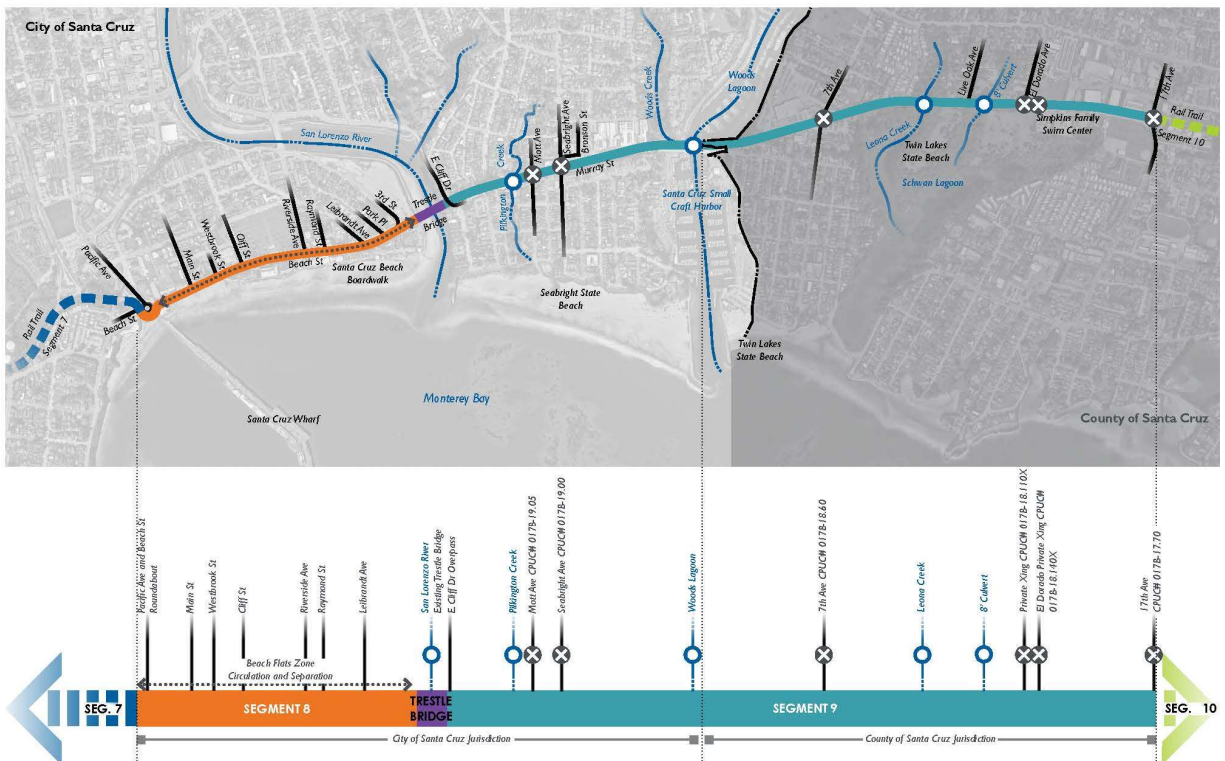 City of Santa Cruz
San Lorenzo River
Pacific Ave
Beach St
Rail Trail
Segment 7
Main St
Westbrook St
Cliff St
Riverside Ave
Raymond St
Beach St
Leibrandt Ave
Park Pl
3rd St
Santa Cruz Beach
Boardwalk
Trestle
Bridge
E. Cliff Dr
Pilkington
Creek
Mott Ave
Seabright Ave
Bronson St
Murray St
Woods Creek
Woods
Lagoon
Santa Cruz Small
Craft Harbor
Seabright State
Beach
Twin Lakes
State Beach
7th Ave
Leona Creek
Twin Lakes
State Beach
Schwan Lagoon
Live Oak Ave
8' Culvert
El Dorado Ave
Simpkins Family
Swim Center
17th Ave
Rail Trail
Segment 10
Monterey Bay
Santa Cruz Wharf
County of Santa Cruz
Pacific Ave and Beach St
Roundabout
Main St
Westbrook St
Cliff St
Riverside Ave
Raymond St
Leibrandt Ave
San Lorenzo River
Existing Trestle Bridge
E. Cliff Dr Overpass
Pilkington Creek
Mott Ave CPUC# 017B-19.05
Seabright Ave CPUC# 017B-19.00
Woods Lagoon
7th Ave CPUC# 017B-18.60
Leona Creek
8' Culvert
Private Xing CPUC# 017B-18.110X
El Dorado Private Xing CPUC#
017B-18.140X
17th Ave
CPUC# 017B-17.70
Beach Flats Zone
Circulation and Separation
SEG. 7
SEGMENT 8
TRESTLE
BRIDGE
SEGMENT 9
SEG. 10
City of Santa Cruz Jurisdiction
County of Santa Cruz Jurisdiction